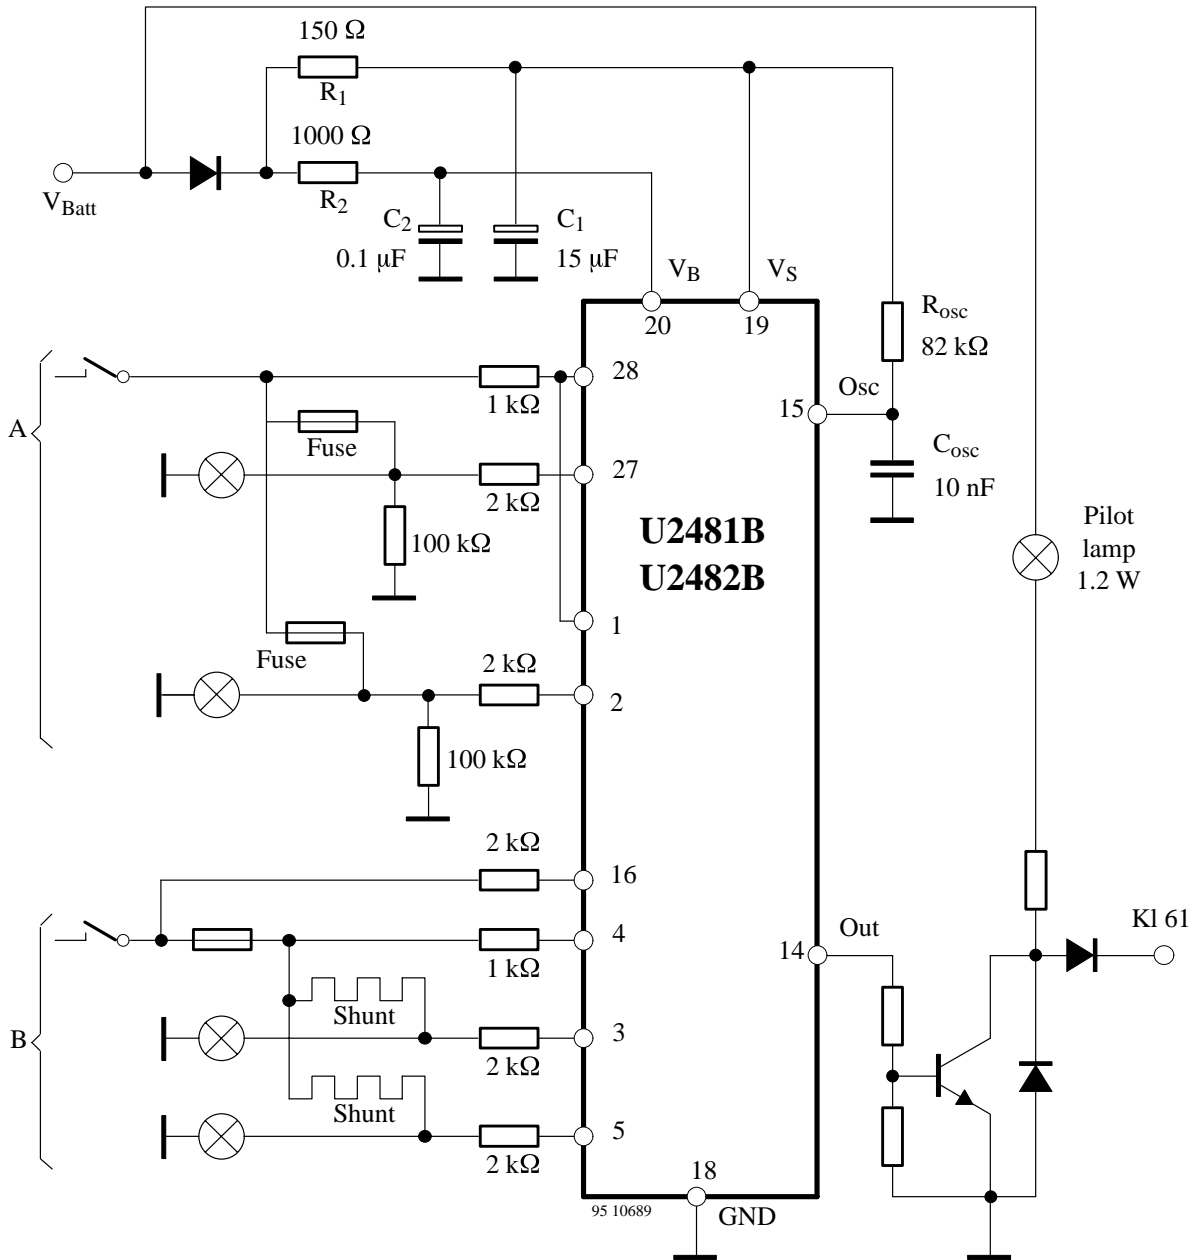 150 Ω
R1
1000 Ω
R2
VBatt
C2
0.1 µF
C1
15 µF
VB
VS
20
19
Rosc
82 kΩ
28
1 kΩ
Osc
15
A
Fuse
27
2 kΩ
Cosc
10 nF
100 kΩ
U2481B
U2482B
Pilot
lamp
1.2 W
1
Fuse
2 kΩ
2
100 kΩ
2 kΩ
16
4
1 kΩ
Out
14
Kl 61
B
Shunt
3
2 kΩ
Shunt
5
2 kΩ
18
95 10689
GND